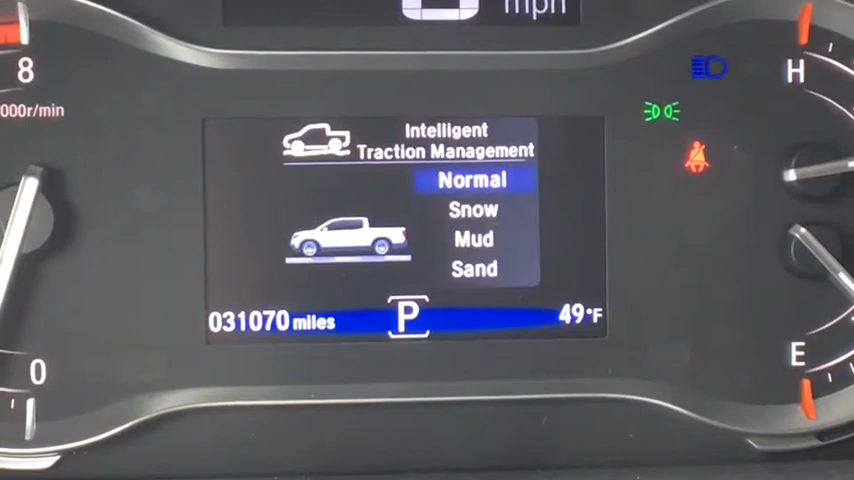 mph
8
000r/min
H
Intelligent
Traction Management
Normal
Snow
Mud
Sand
031070 miles
P
49°F
0
E